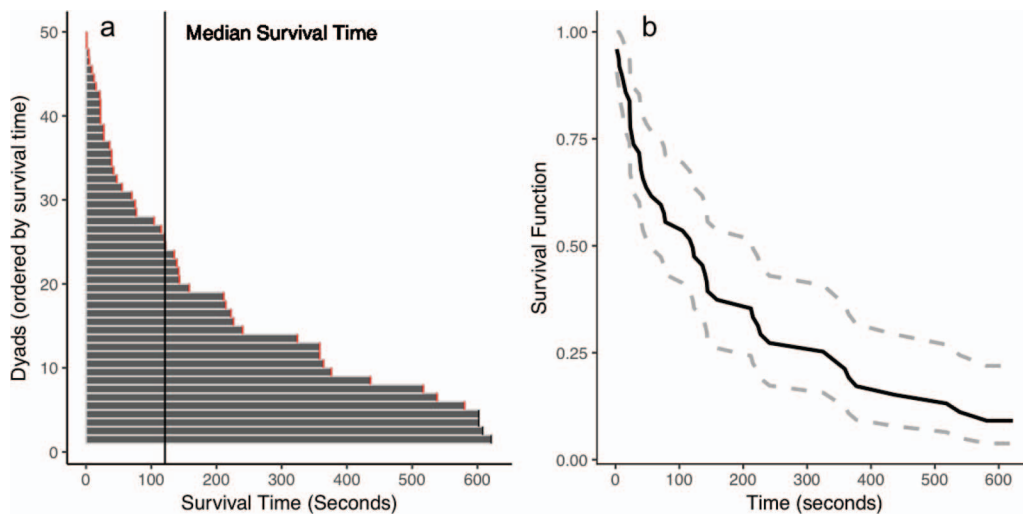 a
Median Survival Time
50
40
30
20
10
0
Dyads (ordered by survival time)
0 100 200 300 400 500 600
Survival Time (Seconds)
b
1.00
0.75
0.50
0.25
0.00
Survival Function
0 100 200 300 400 500 600
Time (seconds)